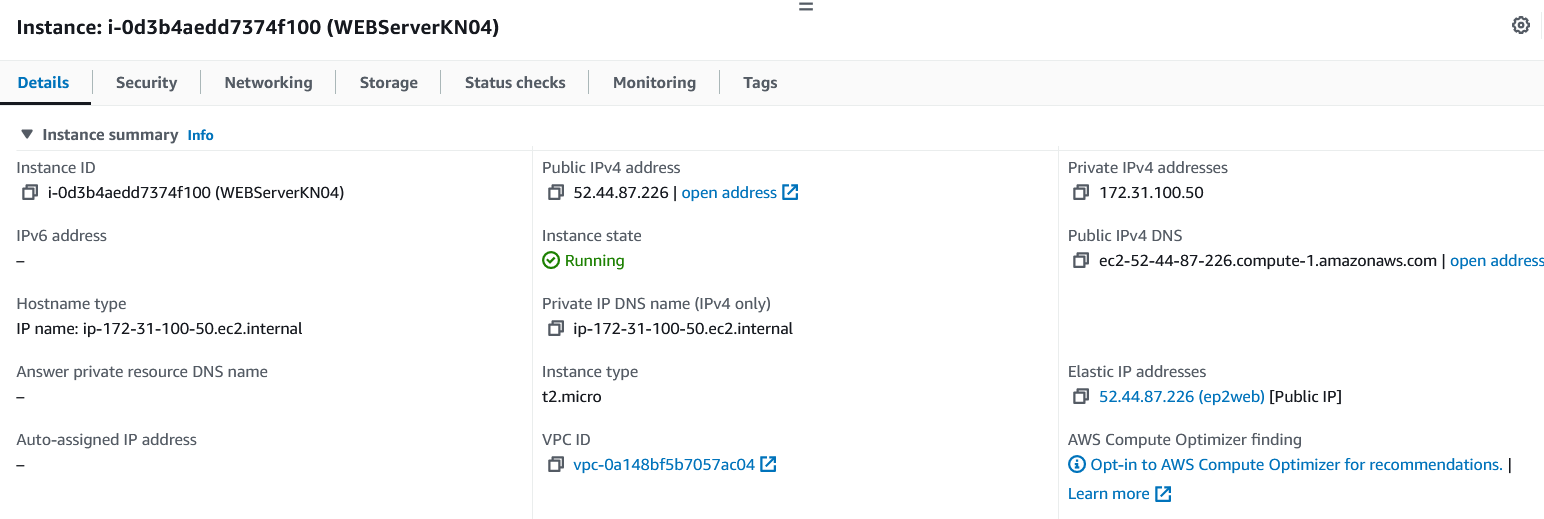 Instance: i-0d3b4aedd7374f100 (WEBServerKN04)
Details
Security
Networking
Storage
Status checks
Monitoring
Tags
Instance summary Info
Instance ID
i-0d3b4aedd7374f100 (WEBServerKN04)
Public IPv4 address
52.44.87.226 | open address
Private IPv4 addresses
172.31.100.50
IPv6 address
–
Instance state
Running
Public IPv4 DNS
ec2-52-44-87-226.compute-1.amazonaws.com | open address
Hostname type
IP name: ip-172-31-100-50.ec2.internal
Private IP DNS name (IPv4 only)
ip-172-31-100-50.ec2.internal
Answer private resource DNS name
–
Instance type
t2.micro
Elastic IP addresses
52.44.87.226 (ep2web) [Public IP]
Auto-assigned IP address
–
VPC ID
vpc-0a148bf5b7057ac04
AWS Compute Optimizer finding
Opt-in to AWS Compute Optimizer for recommendations. |
Learn more